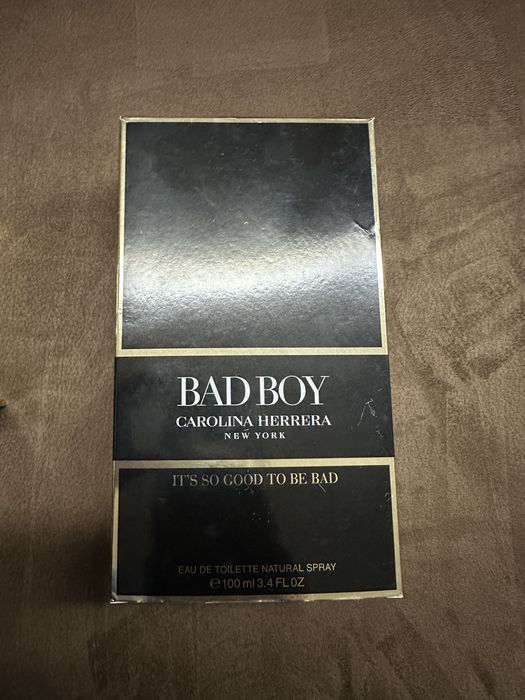 BAD BOY
CAROLINA HERRERA
NEW YORK
IT'S SO GOOD TO BE BAD
EAU DE TOILETTE NATURAL SPRAY
℮100 ml 3.4 FL OZ